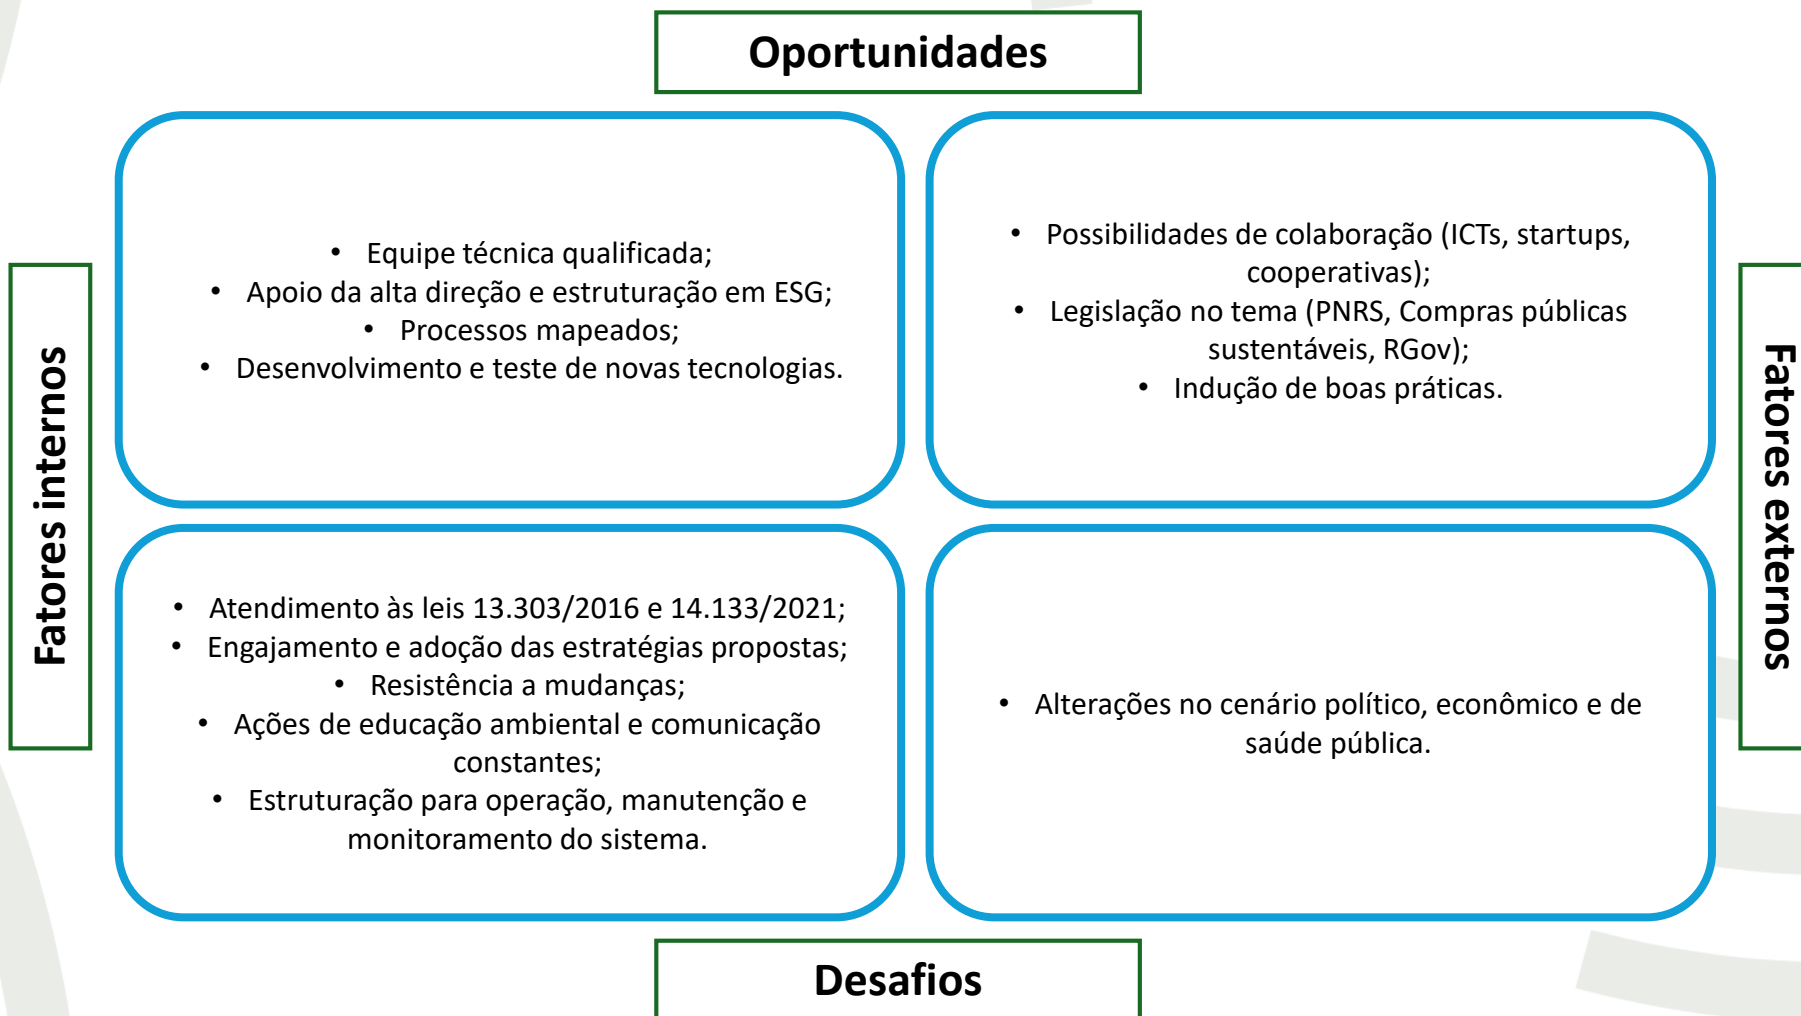 Oportunidades
Fatores internos
• Equipe técnica qualificada;
• Apoio da alta direção e estruturação em ESG;
• Processos mapeados;
• Desenvolvimento e teste de novas tecnologias.
• Possibilidades de colaboração (ICTs, startups,
cooperativas);
• Legislação no tema (PNRS, Compras públicas
sustentáveis, RGov);
• Indução de boas práticas.
Fatores externos
• Atendimento às leis 13.303/2016 e 14.133/2021;
• Engajamento e adoção das estratégias propostas;
• Resistência a mudanças;
• Ações de educação ambiental e comunicação
constantes;
• Estruturação para operação, manutenção e
monitoramento do sistema.
• Alterações no cenário político, econômico e de
saúde pública.
Desafios